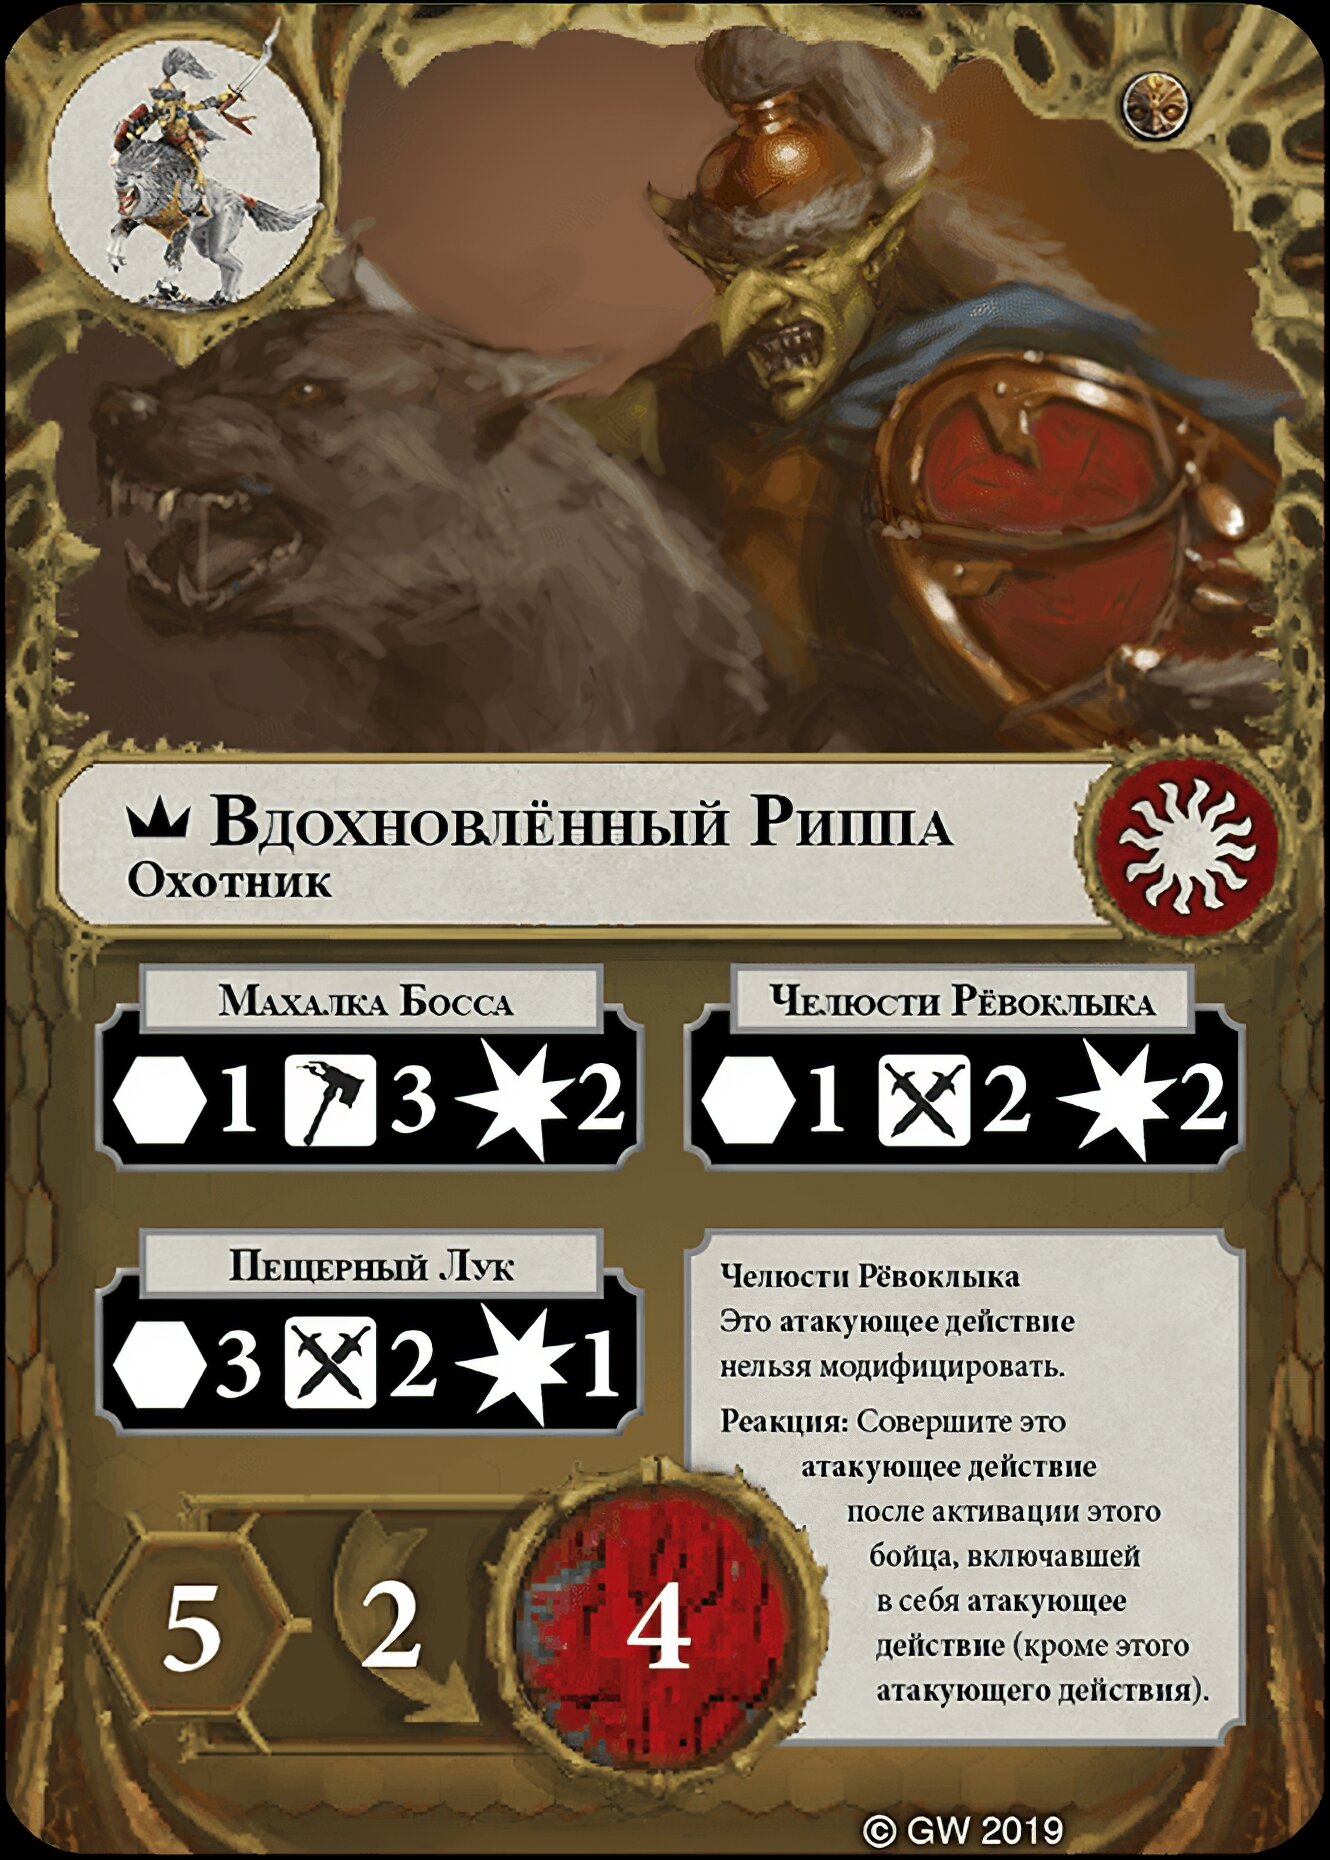 Вдохновлённый Риппа
Охотник
Махалка Босса
1 3 2
Челюсти Рёвоклыка
1 2 2
Пещерный Лук
3 2 1
Челюсти Рёвоклыка
Это атакующее действие
нельзя модифицировать.
Реакция: Совершите это
атакующее действие
после активации этого
бойца, включавшей
в себя атакующее
действие (кроме этого
атакующего действия).
5 2 4
© GW 2019